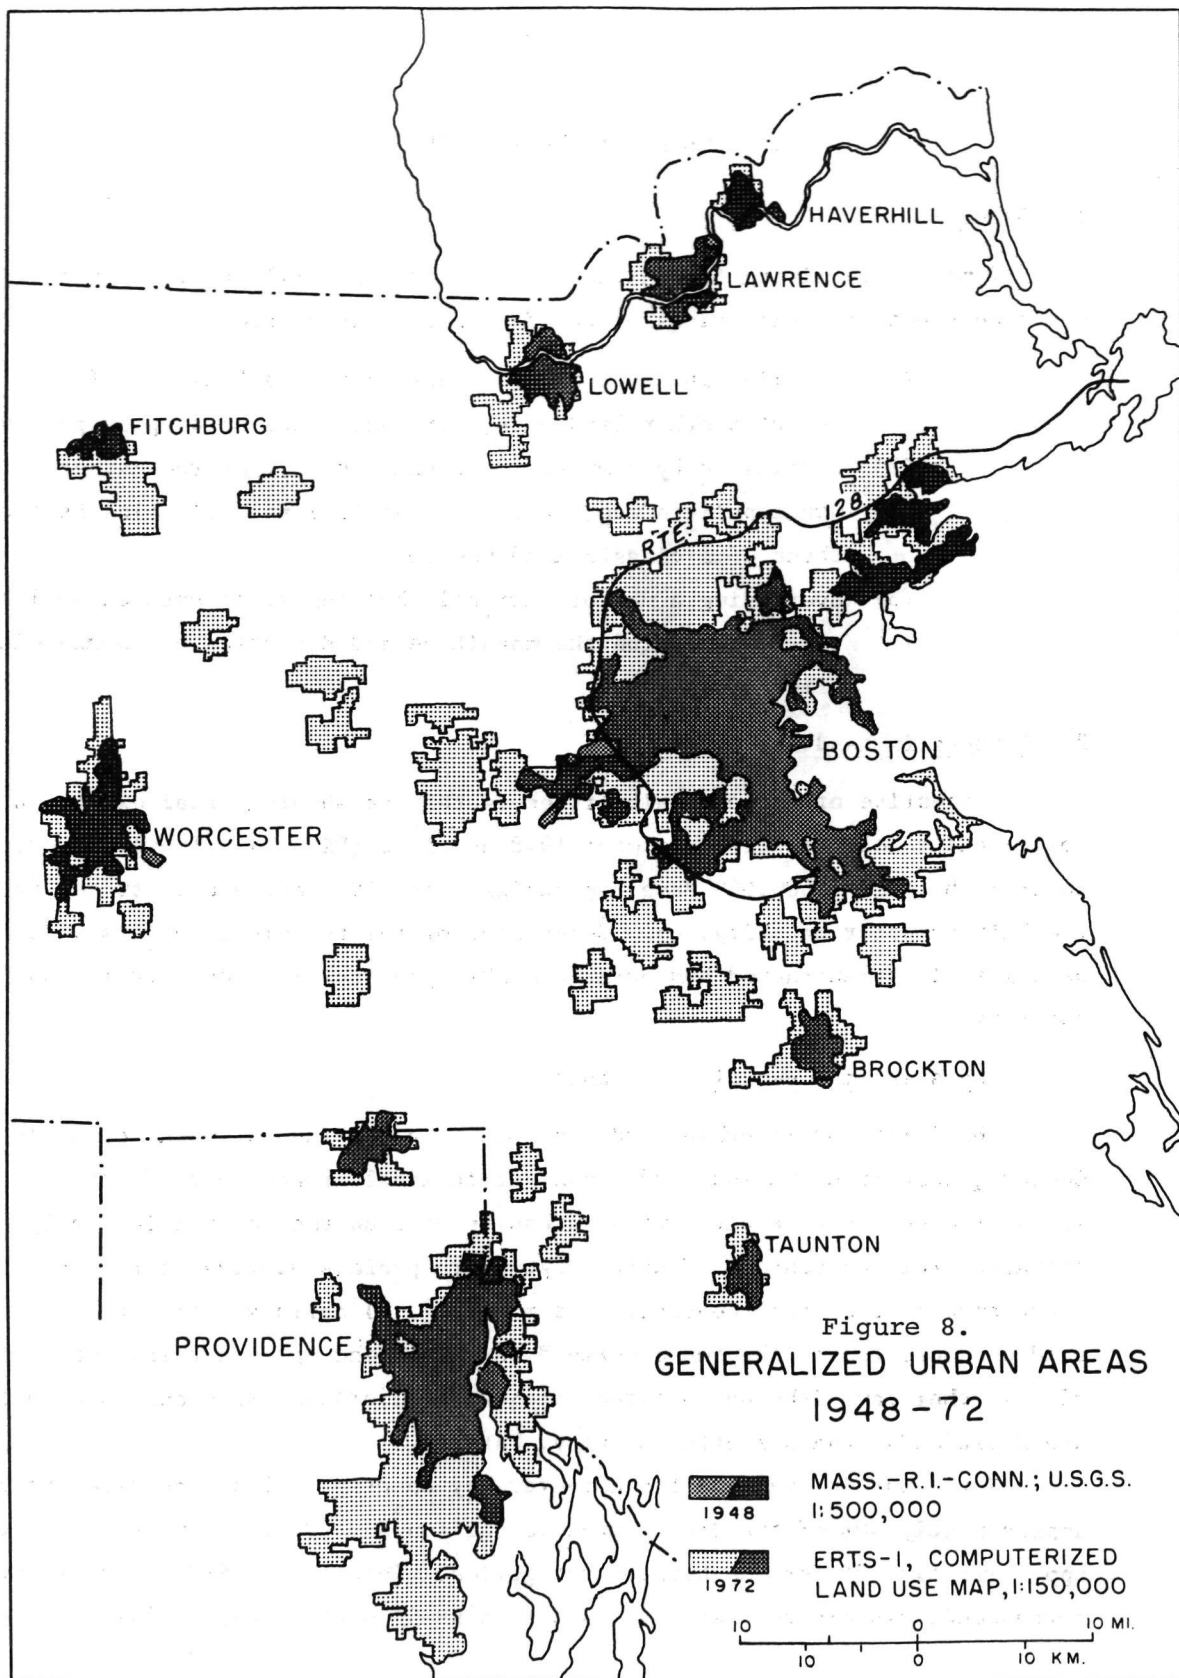 HAVERHILL
LAWRENCE
LOWELL
FITCHBURG
RTE. 128
BOSTON
WORCESTER
BROCKTON
TAUNTON
PROVIDENCE
Figure 8.
GENERALIZED URBAN AREAS
1948-72
1948
MASS.-R.I.-CONN.; U.S.G.S.
1:500,000
1972
ERTS-1, COMPUTERIZED
LAND USE MAP, 1:150,000
10 0 10 MI.
10 0 10 KM.